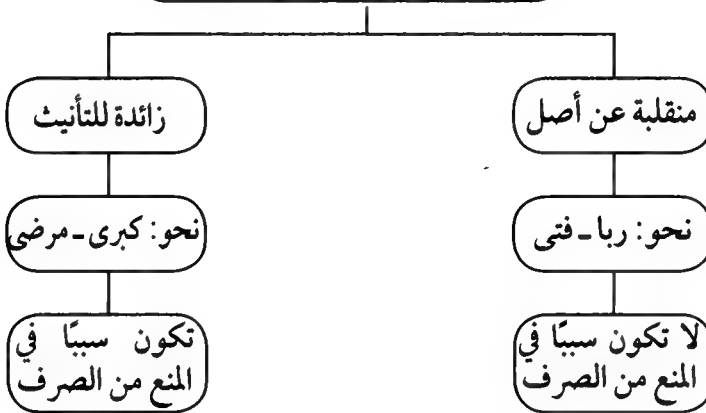 منقلبة عن أصل
زائدة للتأنيث
نحو: ربا - فتى
نحو: كبرى - مرضى
لا تكون سببًا في
المنع من الصرف
تكون سببًا في
المنع من الصرف